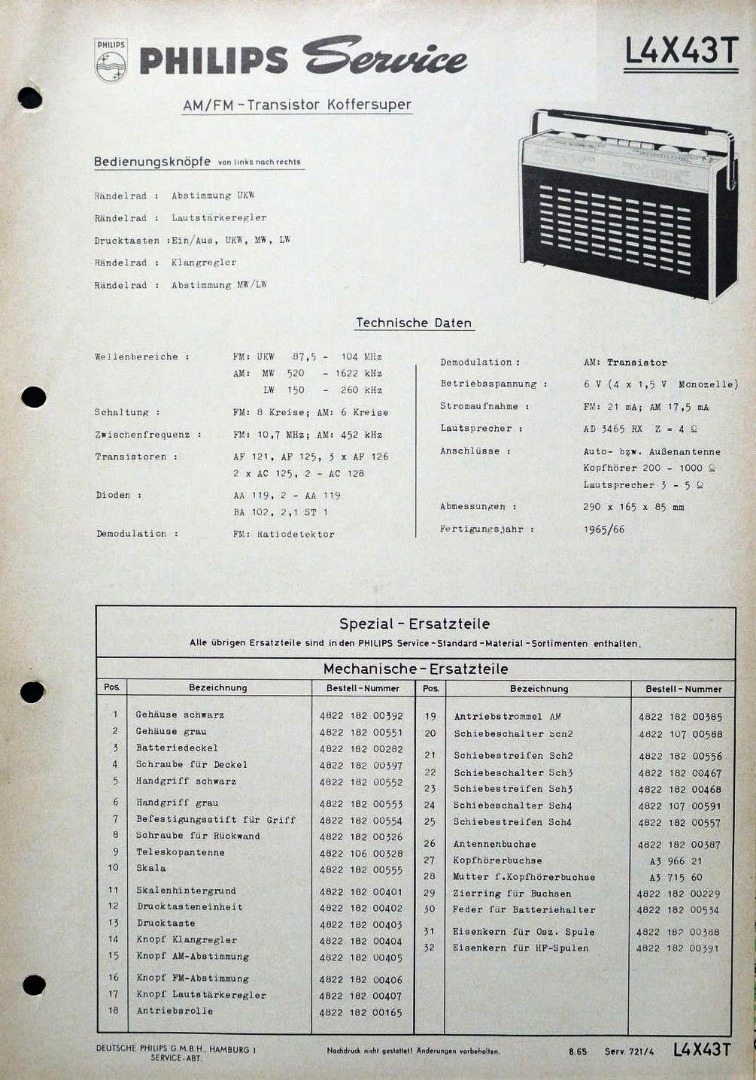 PHILIPS
PHILIPS Service
L4X43T
AM/FM - Transistor Koffersuper
Bedienungsknöpfe von links nach rechts
Rändelrad : Abstimmung UKW
Rändelrad : Lautstärkeregler
Drucktasten : Ein/Aus, UKW, MW, LW
Rändelrad : Klangregler
Rändelrad : Abstimmung MW/LW
Technische Daten
Wellenbereiche : FM: UKW 87,5 - 104 MHz
AM: MW 520 - 1622 kHz
LW 150 - 260 kHz
Schaltung : FM: 8 Kreise; AM: 6 Kreise
Zwischenfrequenz : FM: 10,7 MHz; AM: 452 kHz
Transistoren : AF 121, AF 125, 3 x AF 126
2 x AC 125, 2 - AC 128
Dioden : AA 119, 2 - AA 119
BA 102, 2,1 ST 1
Demodulation : FM: Ratiodetektor
Demodulation : AM: Transistor
Betriebsspannung : 6 V (4 x 1,5 V Monozelle)
Stromaufnahme : FM: 21 mA; AM 17,5 mA
Lautsprecher : AD 3465 RX Z = 4 Ω
Anschlüsse : Auto- bzw. Außenantenne
Kopfhörer 200 - 1000 Ω
Lautsprecher 3 - 5 Ω
Abmessungen : 290 x 165 x 85 mm
Fertigungsjahr : 1965/66
Spezial - Ersatzteile
Alle übrigen Ersatzteile sind in den PHILIPS Service - Standard - Material - Sortimenten enthalten.
Mechanische - Ersatzteile
Pos. Bezeichnung Bestell - Nummer
1 Gehäuse schwarz 4822 182 00392
2 Gehäuse grau 4822 182 00551
3 Batteriedeckel 4822 182 00282
4 Schraube für Deckel 4822 182 00397
5 Handgriff schwarz 4822 182 00552
6 Handgriff grau 4822 182 00553
7 Befestigungsstift für Griff 4822 182 00554
8 Schraube für Rückwand 4822 182 00326
9 Teleskopantenne 4822 106 00328
10 Skala 4822 182 00555
11 Skalenhintergrund 4822 182 00401
12 Drucktasteneinheit 4822 182 00402
13 Drucktaste 4822 182 00403
14 Knopf Klangregler 4822 182 00404
15 Knopf AM-Abstimmung 4822 182 00405
16 Knopf FM-Abstimmung 4822 182 00406
17 Knopf Lautstärkeregler 4822 182 00407
18 Antriebsrolle 4822 182 00165
Pos. Bezeichnung Bestell - Nummer
19 Antriebstrommel AM 4822 182 00385
20 Schiebeschalter Sch2 4822 107 00588
21 Schiebestreifen Sch2 4822 182 00556
22 Schiebeschalter Sch3 4822 182 00467
23 Schiebestreifen Sch3 4822 182 00468
24 Schiebeschalter Sch4 4822 107 00591
25 Schiebestreifen Sch4 4822 182 00557
26 Antennenbuchse 4822 182 00387
27 Kopfhörerbuchse A3 966 21
28 Mutter f.Kopfhörerbuchse A3 715 60
29 Zierring für Buchsen 4822 182 00229
30 Feder für Batteriehalter 4822 182 00534
31 Eisenkern für Osz. Spule 4822 182 00388
32 Eisenkern für HF-Spulen 4822 182 00391
DEUTSCHE PHILIPS G.M.B.H., HAMBURG 1
SERVICE-ABT.
Nachdruck nicht gestattet! Änderungen vorbehalten.
8.65 Serv. 721/4 L4X43T